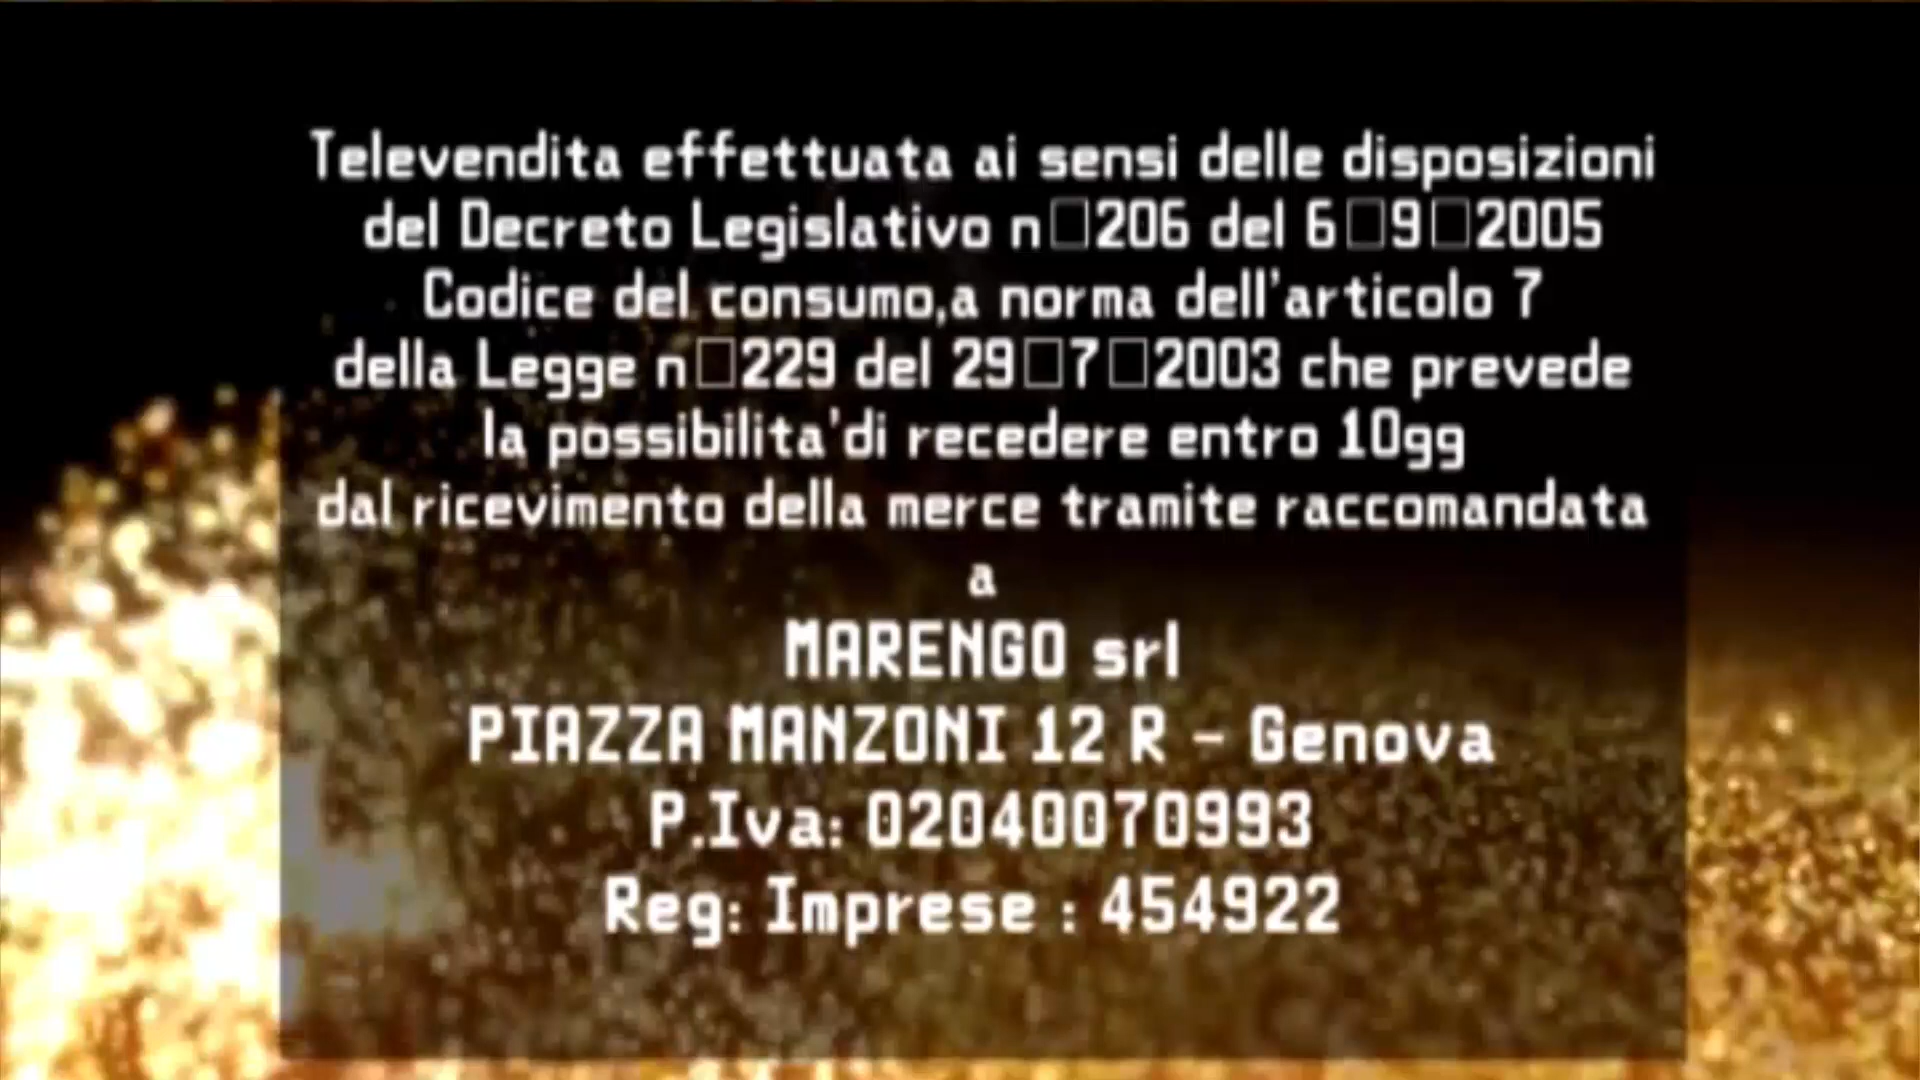 Televendita effettuata ai sensi delle disposizioni
del Decreto Legislativo n□206 del 6□9□2005
Codice del consumo,a norma dell'articolo 7
della Legge n□229 del 29□7□2003 che prevede
la possibilita'di recedere entro 10gg
dal ricevimento della merce tramite raccomandata
a
MARENGO srl
PIAZZA MANZONI 12 R - Genova
P.Iva: 02040070993
Reg: Imprese : 454922